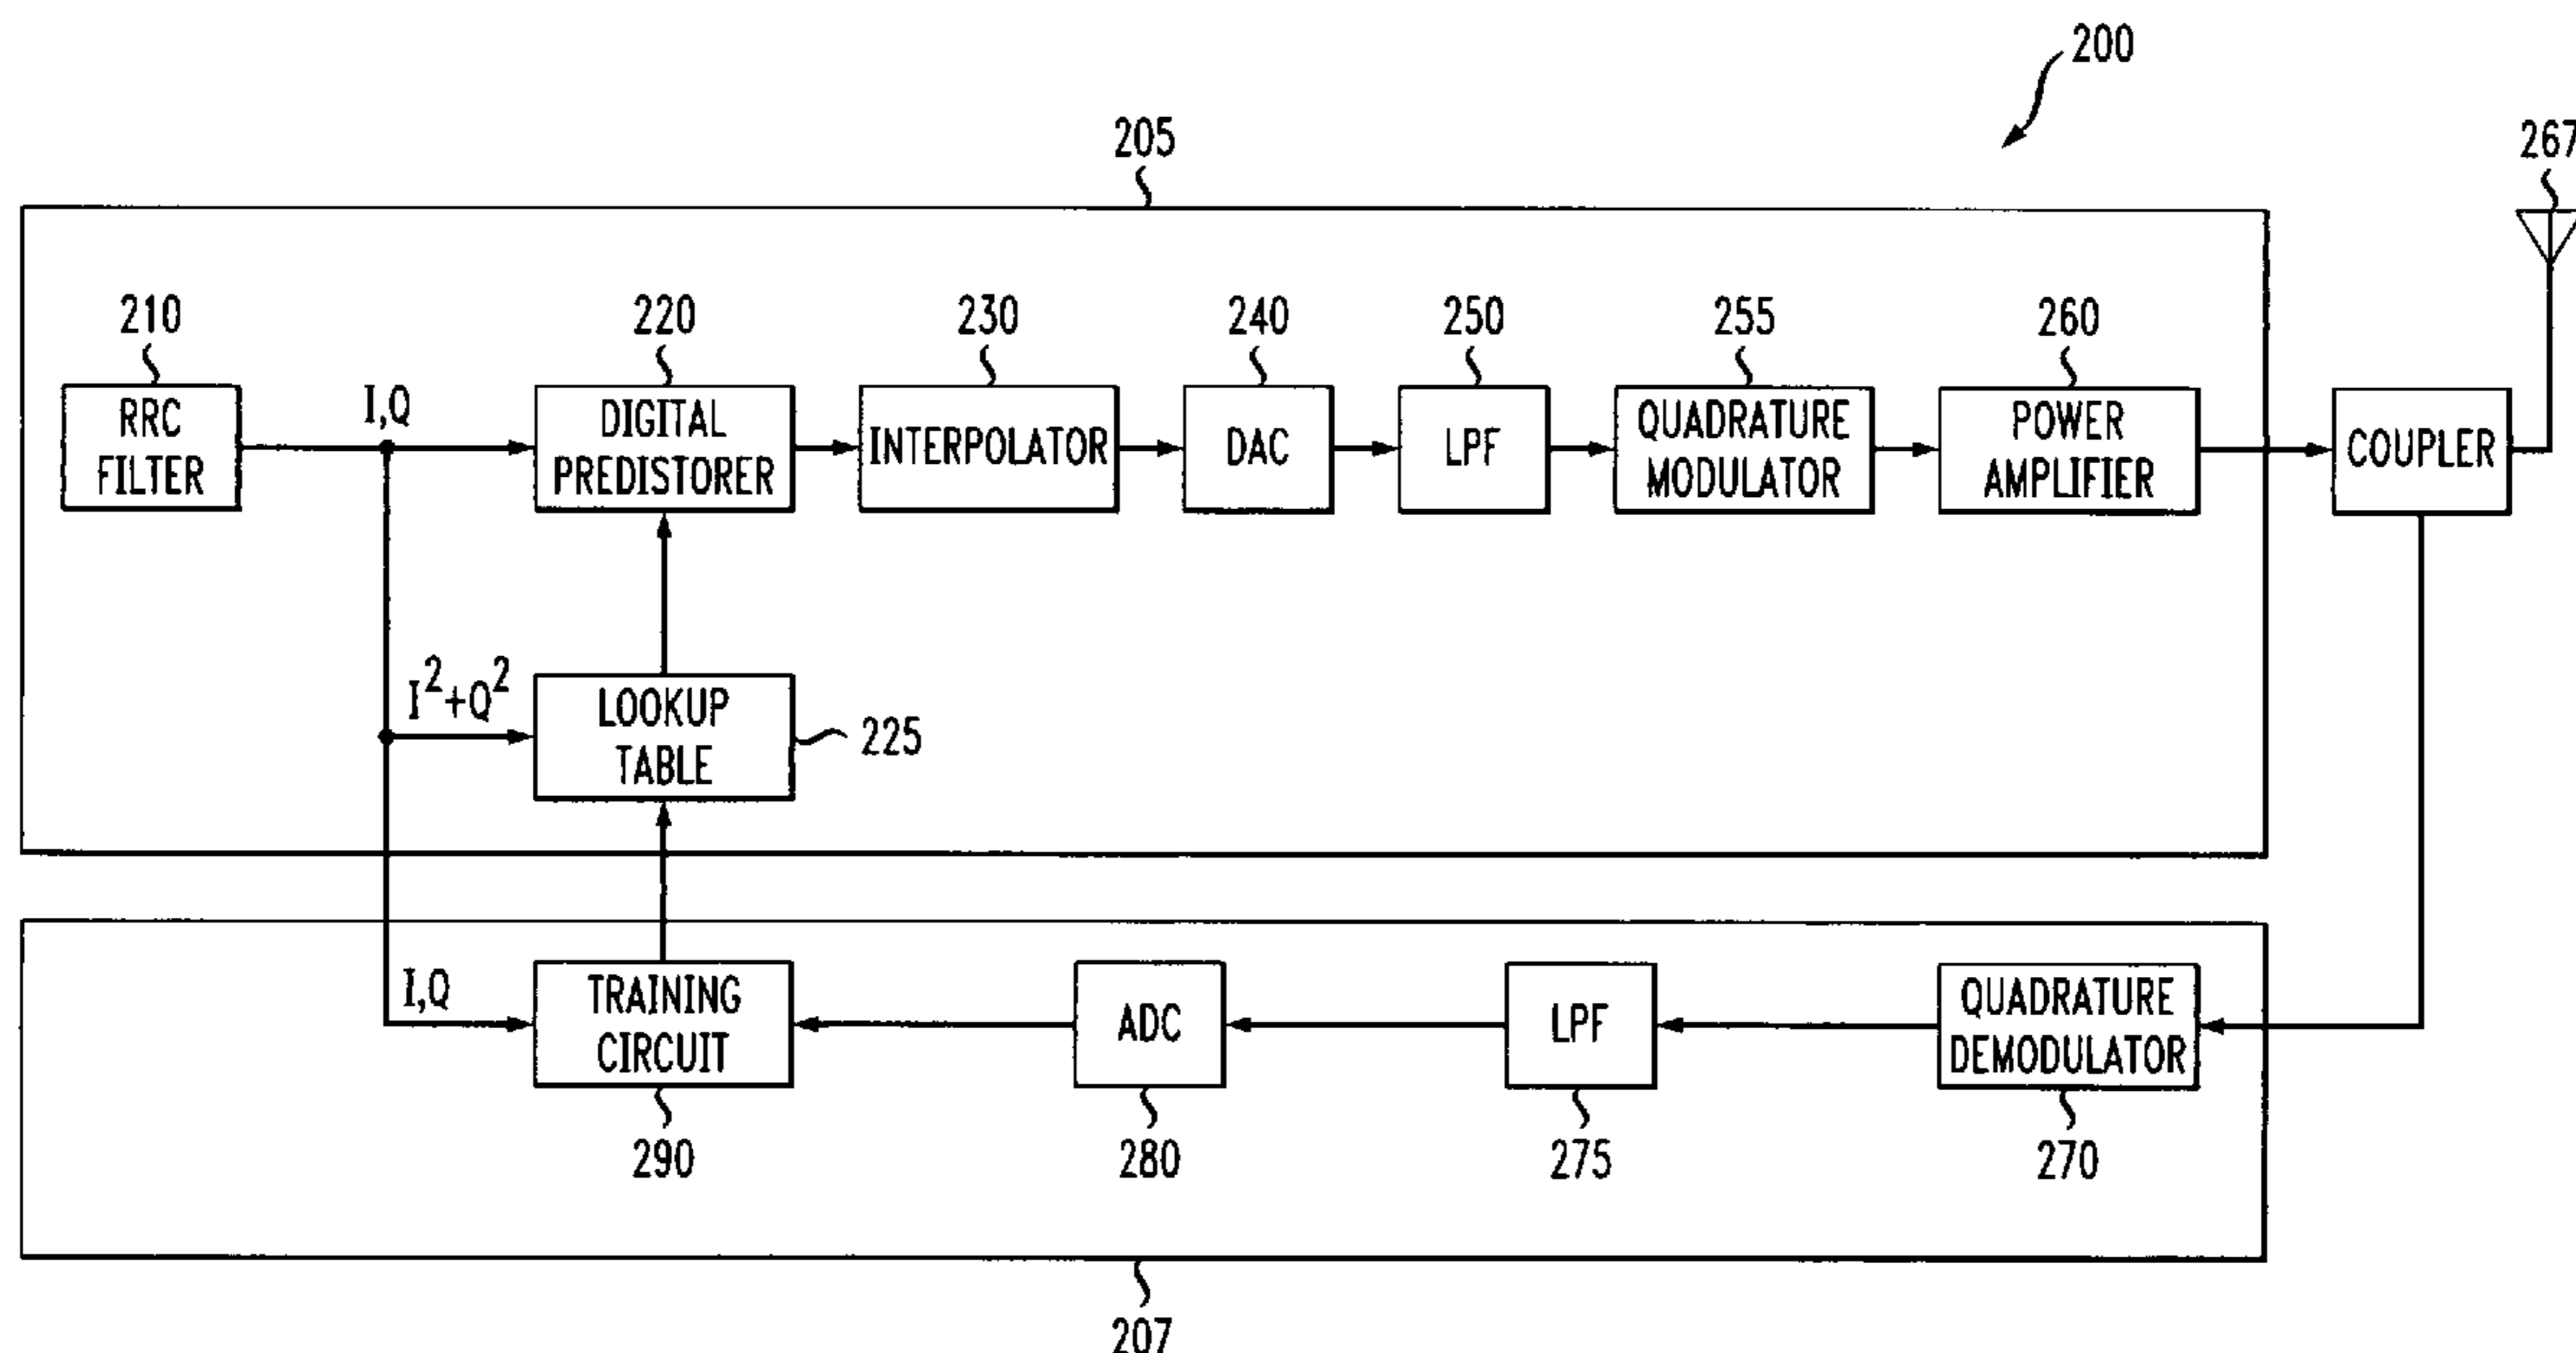 200
205
267
210
220
230
240
250
255
260
RRC
FILTER
I,Q
DIGITAL
PREDISTORER
INTERPOLATOR
DAC
LPF
QUADRATURE
MODULATOR
POWER
AMPLIFIER
COUPLER
I²+Q²
LOOKUP
TABLE
225
I,Q
TRAINING
CIRCUIT
ADC
LPF
QUADRATURE
DEMODULATOR
290
280
275
270
207